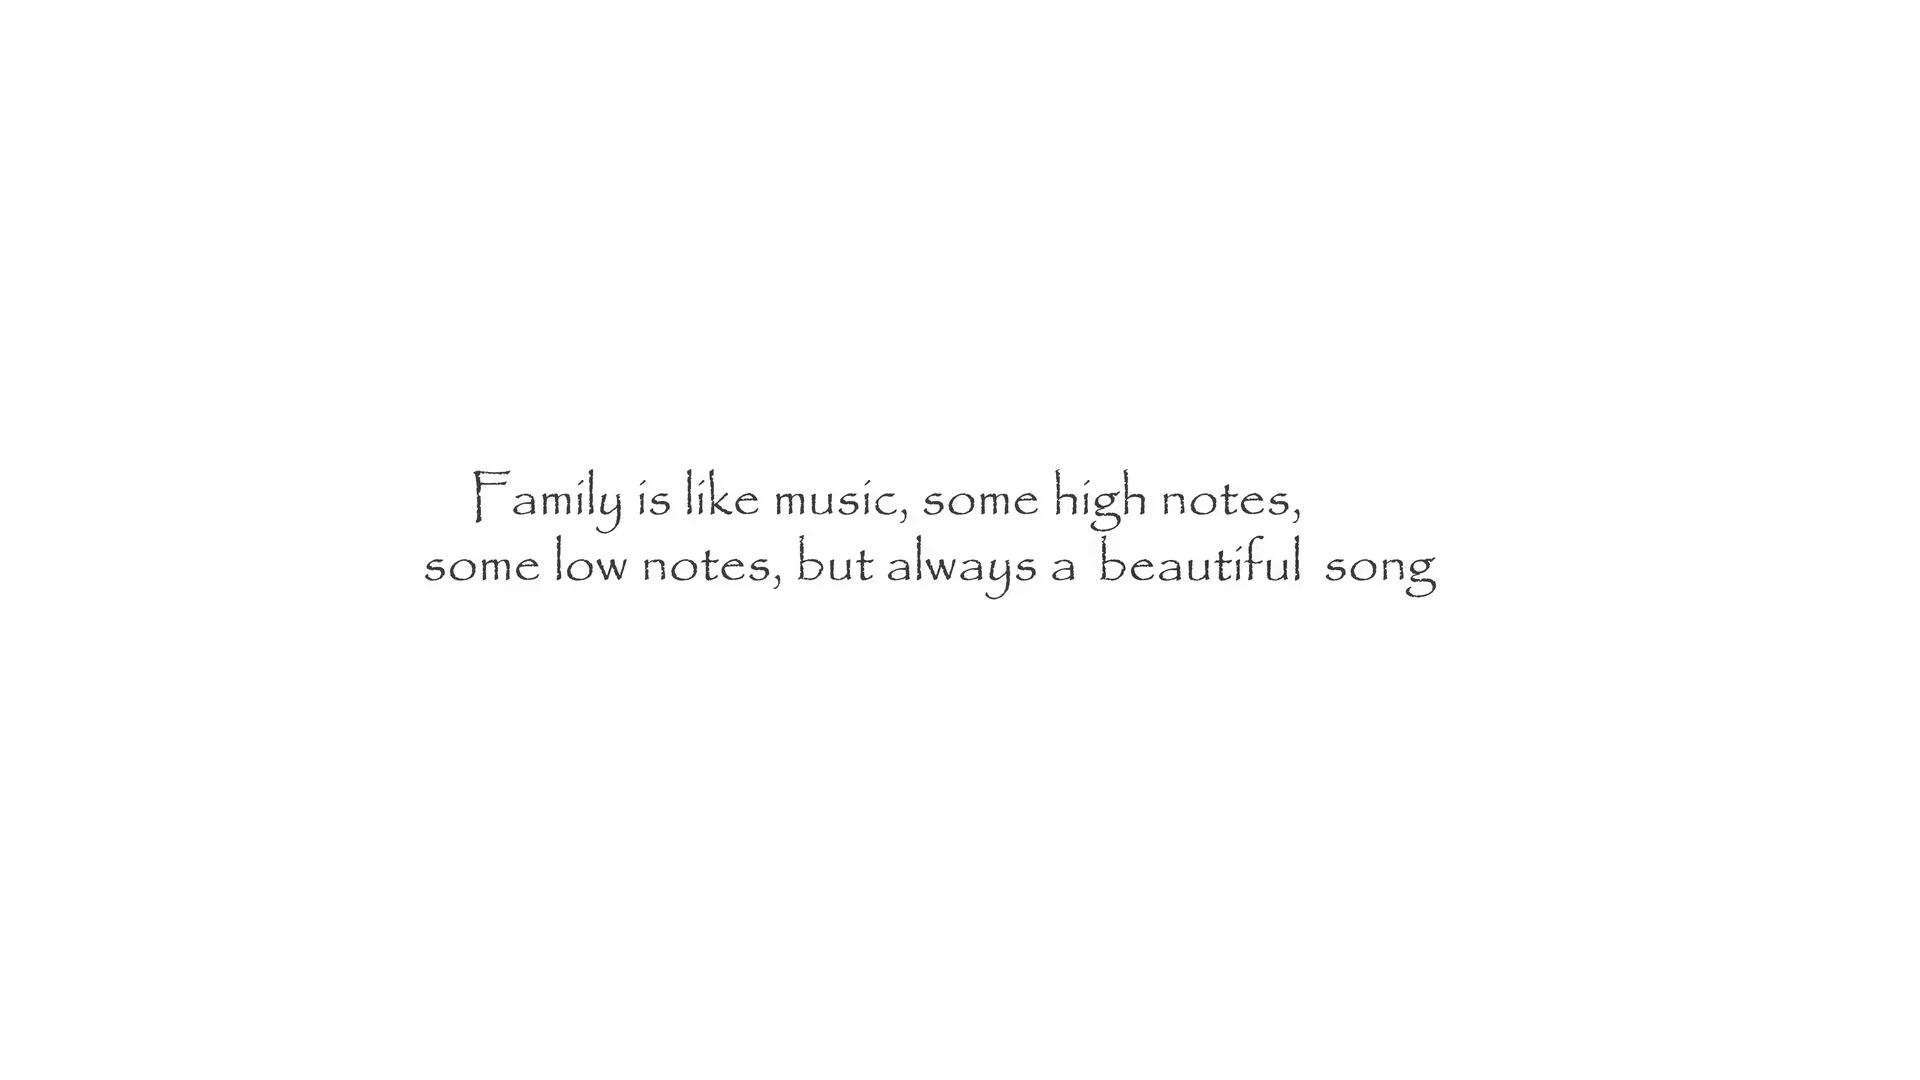 Family is like music, some high notes,
some low notes, but always a beautiful song